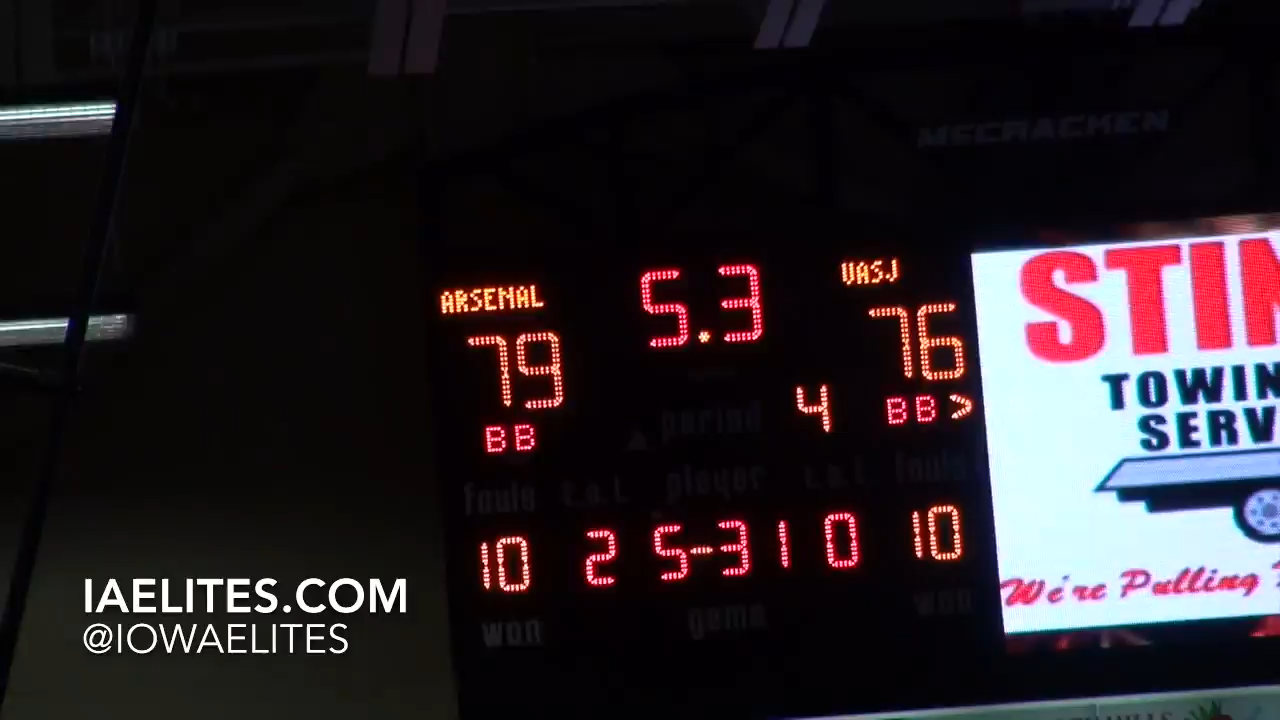 MCCRACKEN
ARSENAL 5.3 VASJ
79 76
BB period 4 BB >
fouls t.o.l. player t.o.l. fouls
10 2 5-31 0 10
won game won
STIN
TOWIN
SERV
We're Pulling
IAELITES.COM
@IOWAELITES